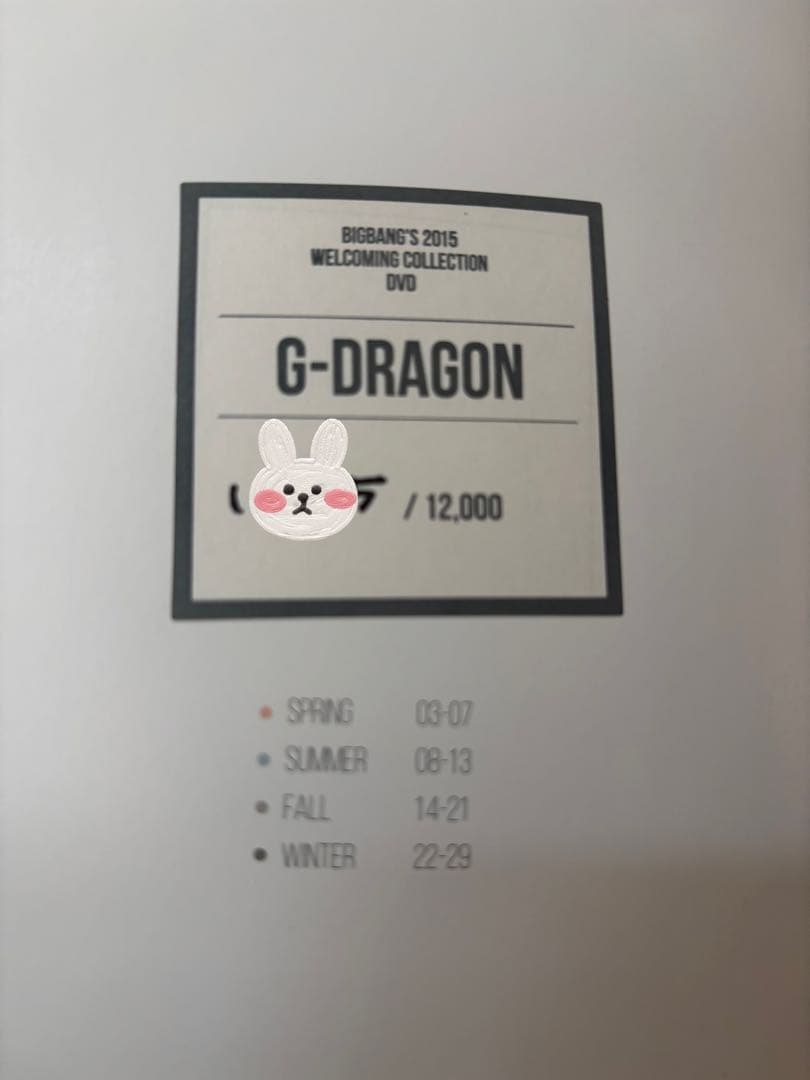 BIGBANG'S 2015
WELCOMING COLLECTION
DVD
G-DRAGON
/ 12,000
• SPRING 03-07
• SUMMER 08-13
• FALL 14-21
• WINTER 22-29